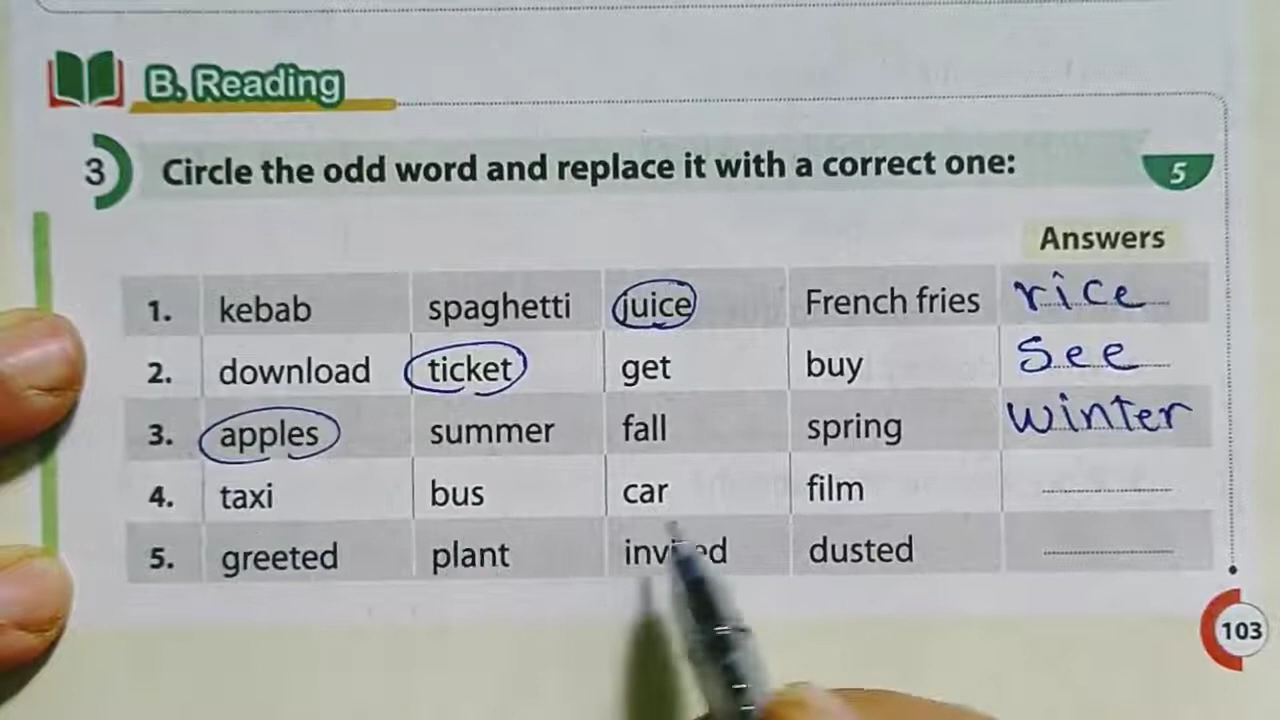 B. Reading
3 Circle the odd word and replace it with a correct one: 5
Answers
1. kebab spaghetti juice French fries rice
2. download ticket get buy see
3. apples summer fall spring winter
4. taxi bus car film
5. greeted plant dusted
103